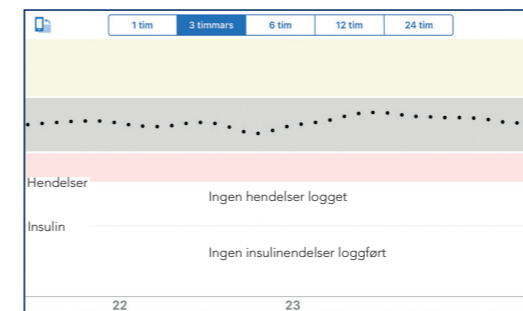 1 tim 3 timmars 6 tim 12 tim 24 tim
Hendelser
Ingen hendelser logget
Insulin
Ingen insulinendelser loggført
22 23